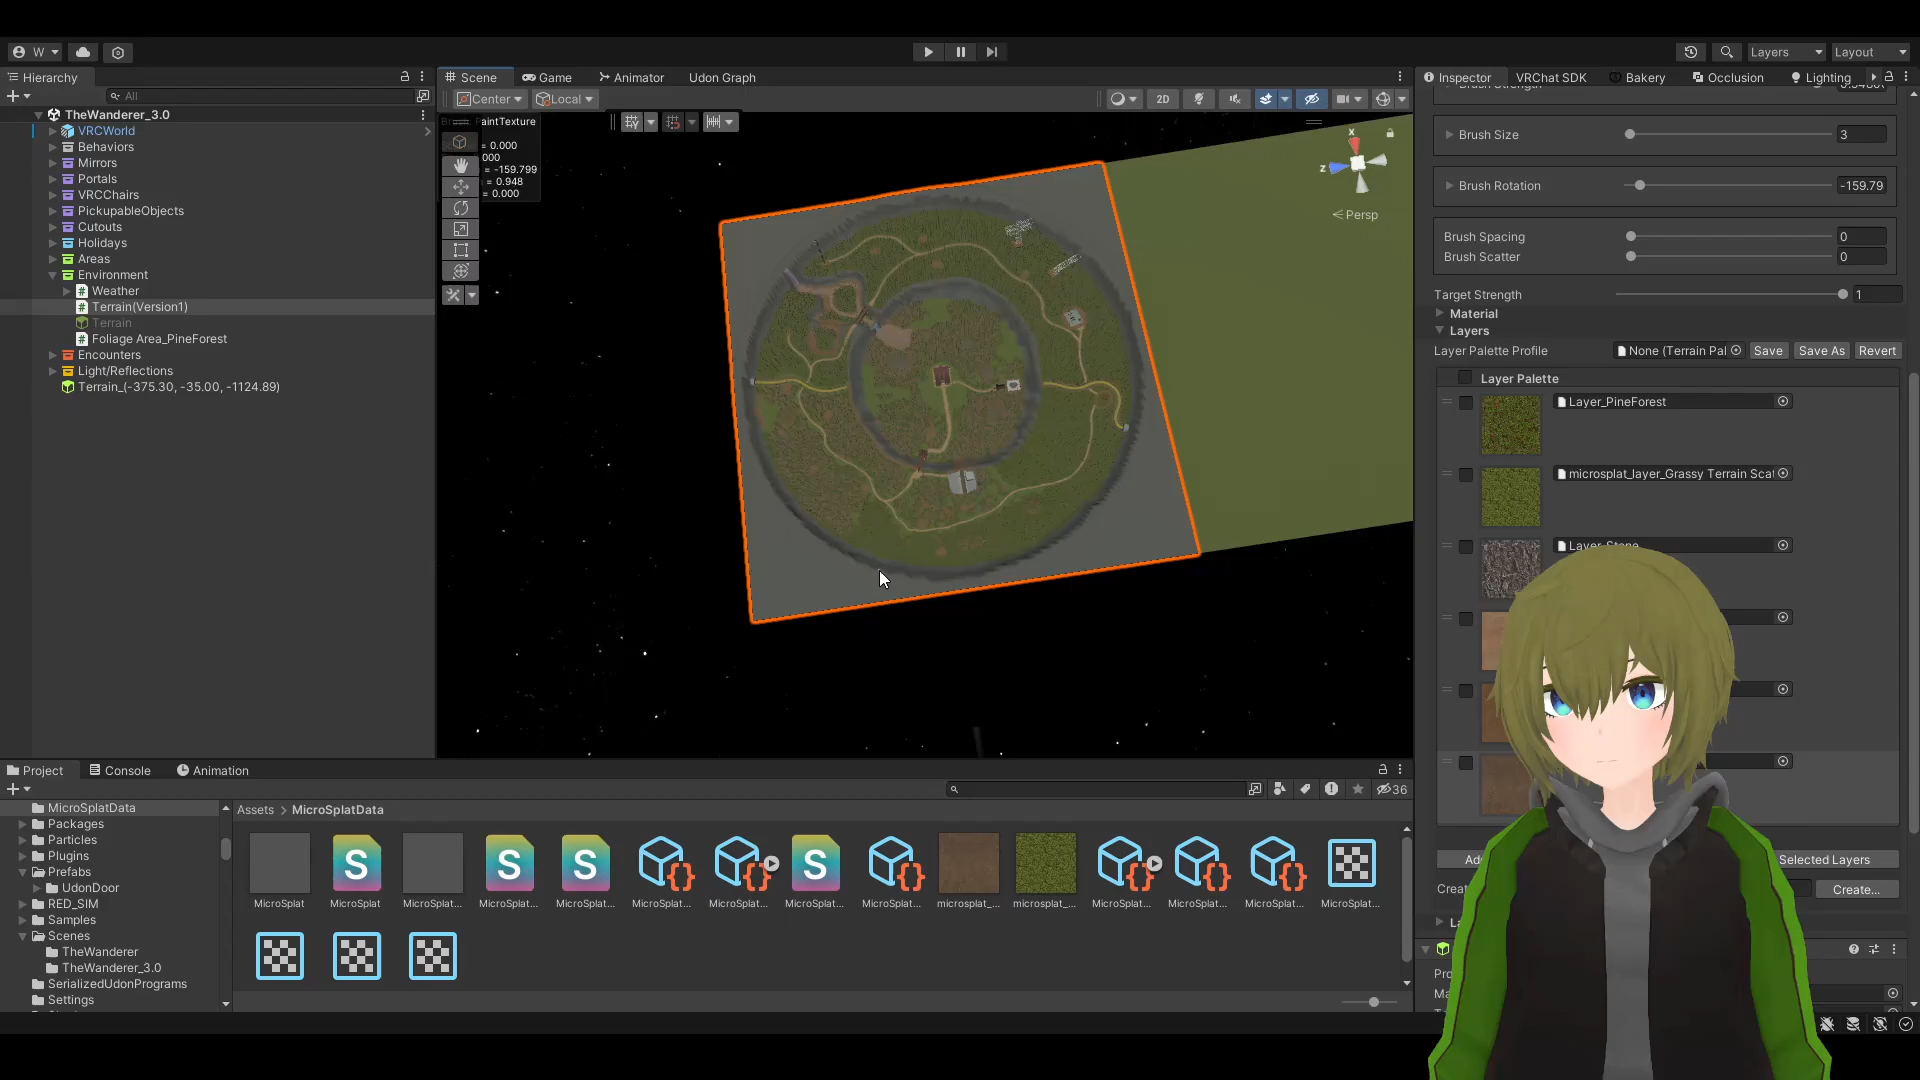 W
Layers
Layout
Hierarchy
All
TheWanderer_3.0
VRCWorld
Behaviors
Mirrors
Portals
VRCChairs
PickupableObjects
Cutouts
Holidays
Areas
Environment
Weather
Terrain(Version1)
Terrain
Foliage Area_PineForest
Encounters
Light/Reflections
Terrain_(-375.30, -35.00, -1124.89)
Scene
Game
Animator
Udon Graph
Center
Local
2D
PaintTexture
= 0.000
000
= -159.799
= 0.948
= 0.000
x
z
Persp
Inspector
VRChat SDK
Bakery
Occlusion
Lighting
Brush Strength
Brush Size
3
Brush Rotation
-159.79
Brush Spacing
0
Brush Scatter
0
Target Strength
1
Material
Layers
Layer Palette Profile
None (Terrain Pal
Save
Save As
Revert
Layer Palette
Layer_PineForest
microsplat_layer_Grassy Terrain Scat
Layer_Stone
Selected Layers
Create...
Project
Console
Animation
36
MicroSplatData
Packages
Particles
Plugins
Prefabs
UdonDoor
RED_SIM
Samples
Scenes
TheWanderer
TheWanderer_3.0
SerializedUdonPrograms
Settings
Assets > MicroSplatData
MicroSplat
MicroSplat
MicroSplat...
MicroSplat...
MicroSplat...
MicroSplat...
MicroSplat...
MicroSplat...
MicroSplat...
microsplat_...
microsplat_...
MicroSplat...
MicroSplat...
MicroSplat...
MicroSplat...